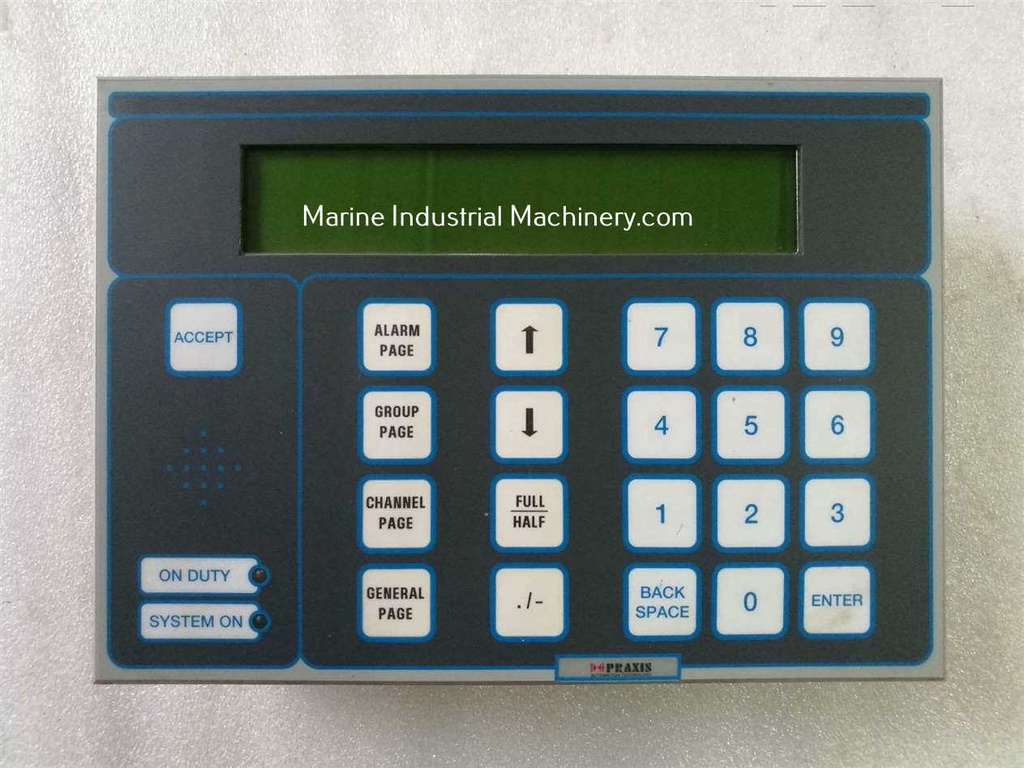 Marine Industrial Machinery.com
ACCEPT
ALARM
PAGE
↑
7
8
9
GROUP
PAGE
↓
4
5
6
CHANNEL
PAGE
FULL
HALF
1
2
3
ON DUTY
SYSTEM ON
GENERAL
PAGE
./-
BACK
SPACE
0
ENTER
PRAXIS